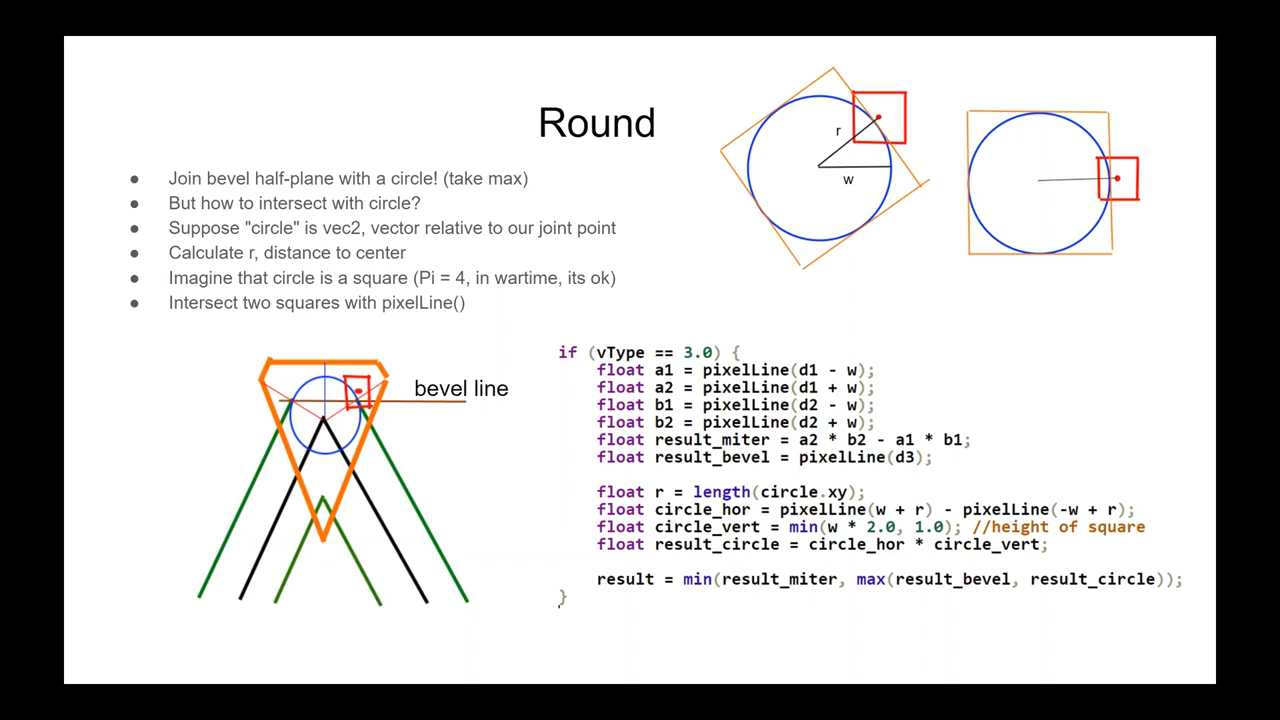 Round
● Join bevel half-plane with a circle! (take max)
● But how to intersect with circle?
● Suppose "circle" is vec2, vector relative to our joint point
● Calculate r, distance to center
● Imagine that circle is a square (Pi = 4, in wartime, its ok)
● Intersect two squares with pixelLine()
r
w
bevel line
if (vType == 3.0) {
    float a1 = pixelLine(d1 - w);
    float a2 = pixelLine(d1 + w);
    float b1 = pixelLine(d2 - w);
    float b2 = pixelLine(d2 + w);
    float result_miter = a2 * b2 - a1 * b1;
    float result_bevel = pixelLine(d3);
    float r = length(circle.xy);
    float circle_hor = pixelLine(w + r) - pixelLine(-w + r);
    float circle_vert = min(w * 2.0, 1.0); //height of square
    float result_circle = circle_hor * circle_vert;
    result = min(result_miter, max(result_bevel, result_circle));
}